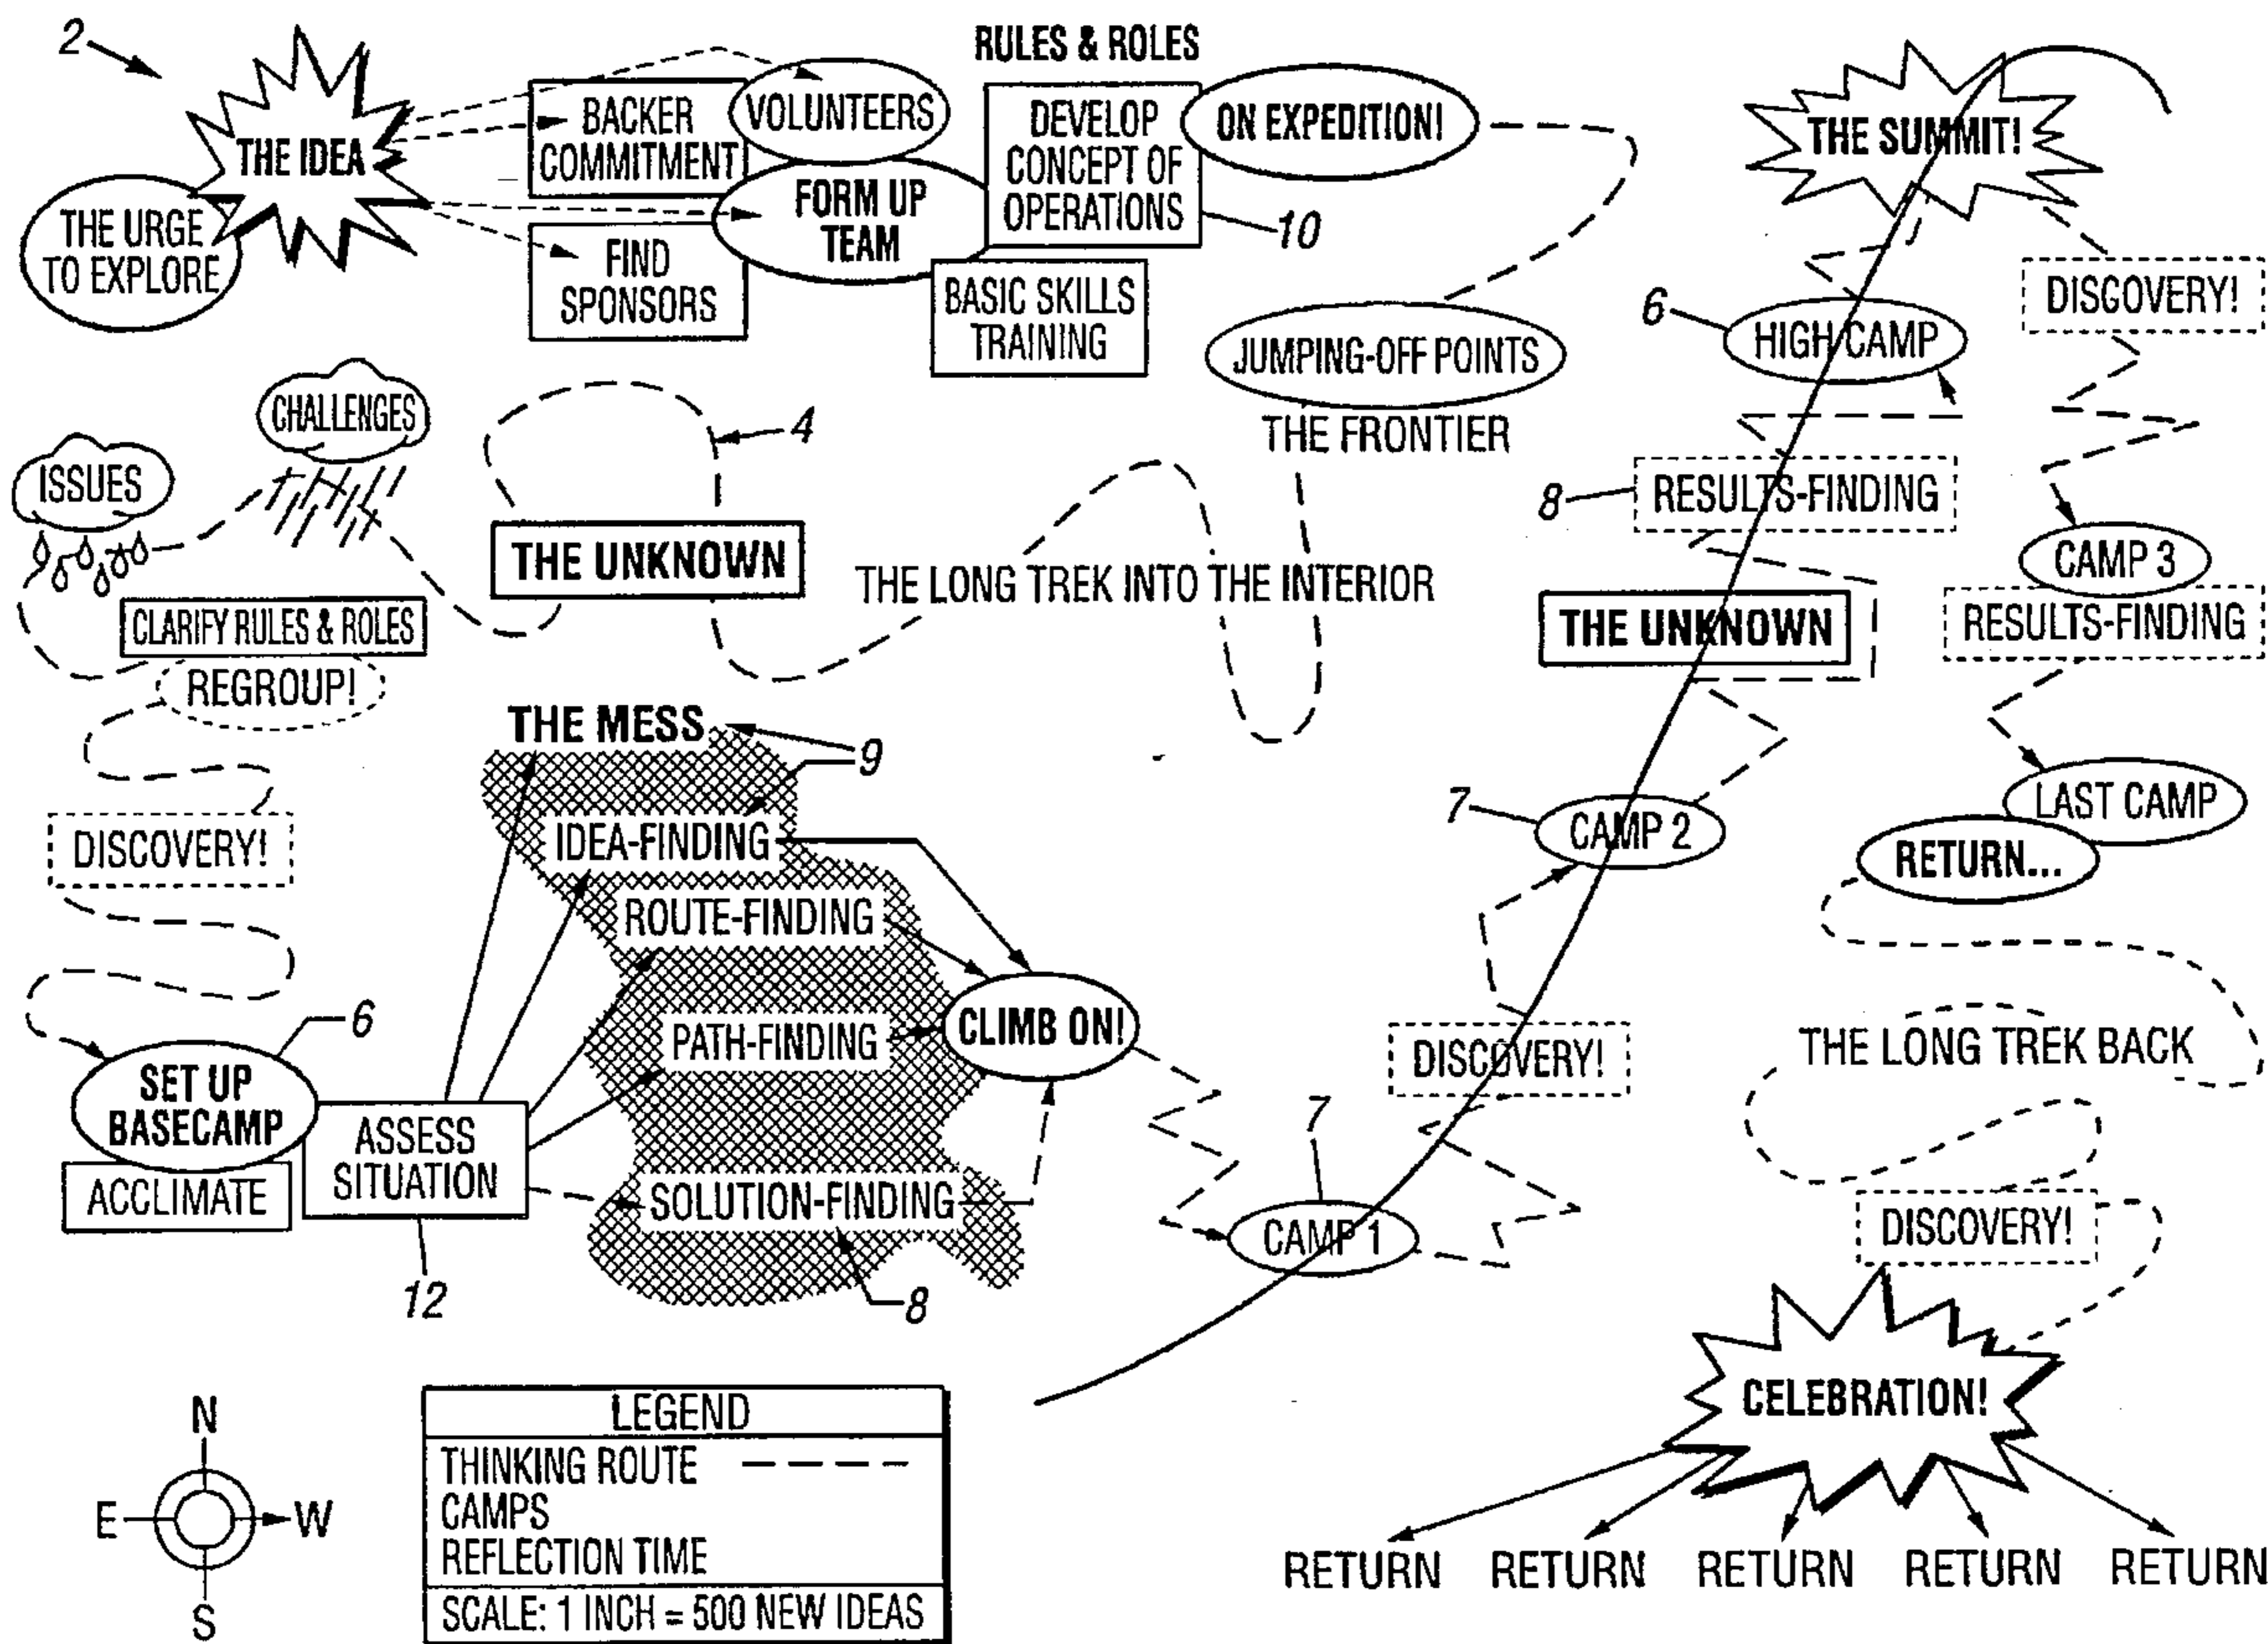 2
THE IDEA
THE URGE
TO EXPLORE
BACKER
COMMITMENT
VOLUNTEERS
FORM UP
TEAM
FIND
SPONSORS
RULES & ROLES
DEVELOP
CONCEPT OF
OPERATIONS
10
BASIC SKILLS
TRAINING
ON EXPEDITION!
JUMPING-OFF POINTS
THE FRONTIER
THE LONG TREK INTO THE INTERIOR
4
THE UNKNOWN
CHALLENGES
ISSUES
CLARIFY RULES & ROLES
REGROUP!
DISCOVERY!
6
SET UP
BASECAMP
ACCLIMATE
ASSESS
SITUATION
12
THE MESS
9
IDEA-FINDING
ROUTE-FINDING
PATH-FINDING
SOLUTION-FINDING
8
CLIMB ON!
7
CAMP 1
DISCOVERY!
7
CAMP 2
THE UNKNOWN
8
RESULTS-FINDING
6
HIGH CAMP
THE SUMMIT!
DISCOVERY!
CAMP 3
RESULTS-FINDING
LAST CAMP
RETURN...
THE LONG TREK BACK
DISCOVERY!
CELEBRATION!
RETURN
RETURN
RETURN
RETURN
RETURN
N
E
W
S
LEGEND
THINKING ROUTE
CAMPS
REFLECTION TIME
SCALE: 1 INCH = 500 NEW IDEAS